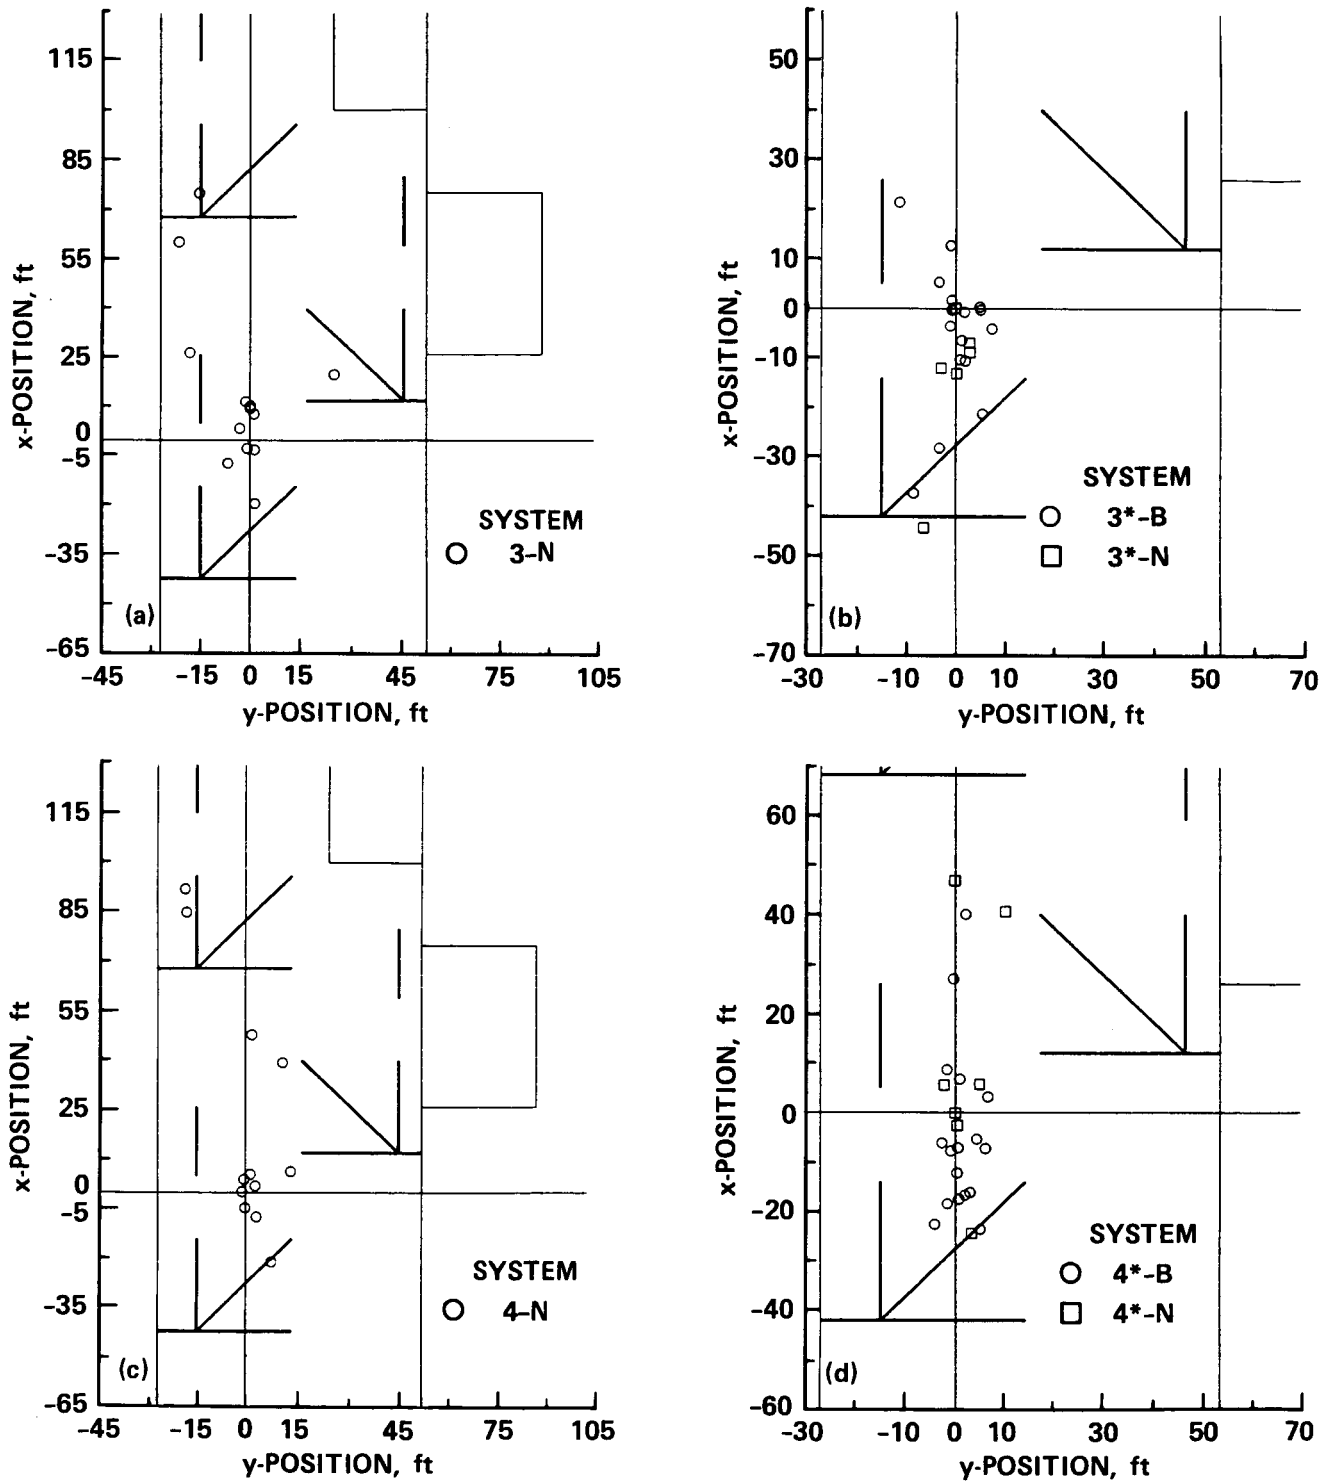 115
85
55
25
0
-5
-35
-65
x-POSITION, ft
(a)
SYSTEM
3-N
-45
-15
0
15
45
75
105
y-POSITION, ft
50
30
10
0
-10
-30
-50
-70
x-POSITION, ft
(b)
SYSTEM
3*-B
3*-N
-30
-10
0
10
30
50
70
y-POSITION, ft
115
85
55
25
0
-5
-35
-65
x-POSITION, ft
(c)
SYSTEM
4-N
-45
-15
0
15
45
75
105
y-POSITION, ft
60
40
20
0
-20
-40
-60
x-POSITION, ft
(d)
SYSTEM
4*-B
4*-N
-30
-10
0
10
30
50
70
y-POSITION, ft